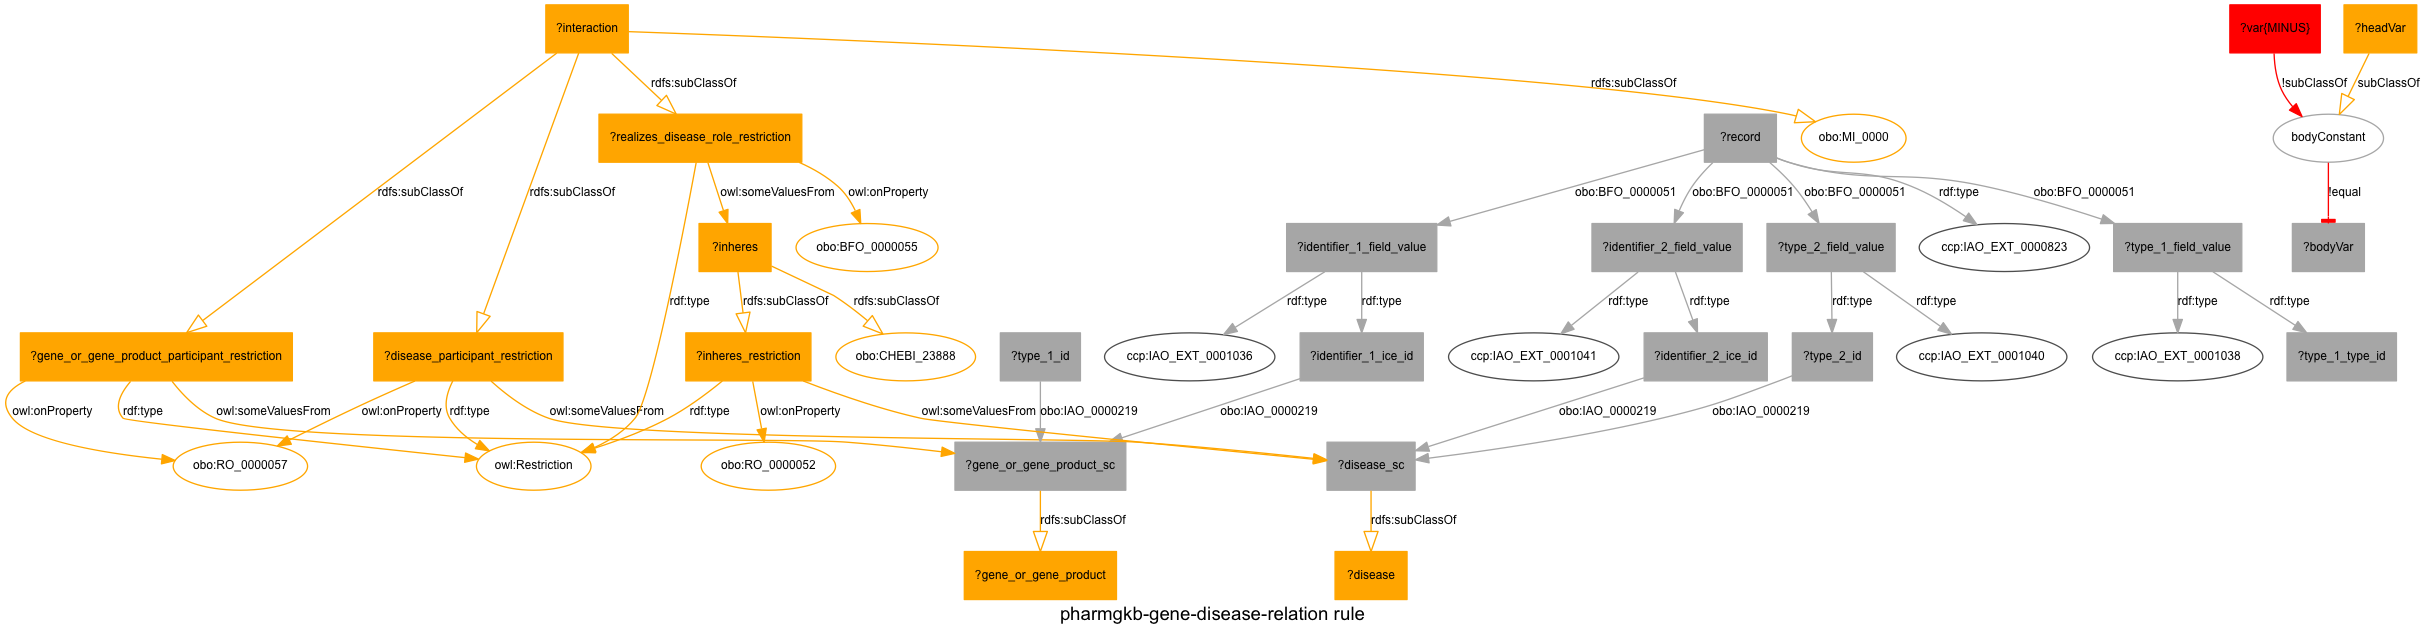 ?interaction
?var(MINUS)
?headVar
rdfs:subClassOf
rdfs:subClassOf
!subClassOf
subClassOf
?realizes_disease_role_restriction
?record
obo:MI_0000
bodyConstant
rdfs:subClassOf
rdfs:subClassOf
owl:someValuesFrom
owl:onProperty
obo:BFO_0000051
obo:BFO_0000051
obo:BFO_0000051
rdf:type
obo:BFO_0000051
!equal
?inheres
obo:BFO_0000055
?identifier_1_field_value
?identifier_2_field_value
?type_2_field_value
ccp:IAO_EXT_0000823
?type_1_field_value
?bodyVar
rdf:type
rdfs:subClassOf
rdfs:subClassOf
rdf:type
rdf:type
rdf:type
rdf:type
rdf:type
rdf:type
rdf:type
rdf:type
?gene_or_gene_product_participant_restriction
?disease_participant_restriction
?inheres_restriction
obo:CHEBI_23888
?type_1_id
ccp:IAO_EXT_0001036
?identifier_1_ice_id
ccp:IAO_EXT_0001041
?identifier_2_ice_id
?type_2_id
ccp:IAO_EXT_0001040
ccp:IAO_EXT_0001038
?type_1_type_id
owl:onProperty
rdf:type
owl:someValuesFrom
owl:onProperty
rdf:type
owl:someValuesFrom
rdf:type
owl:onProperty
owl:someValuesFrom
obo:IAO_0000219
obo:IAO_0000219
obo:IAO_0000219
obo:IAO_0000219
obo:RO_0000057
owl:Restriction
obo:RO_0000052
?gene_or_gene_product_sc
?disease_sc
rdfs:subClassOf
rdfs:subClassOf
?gene_or_gene_product
?disease
pharmgkb-gene-disease-relation rule